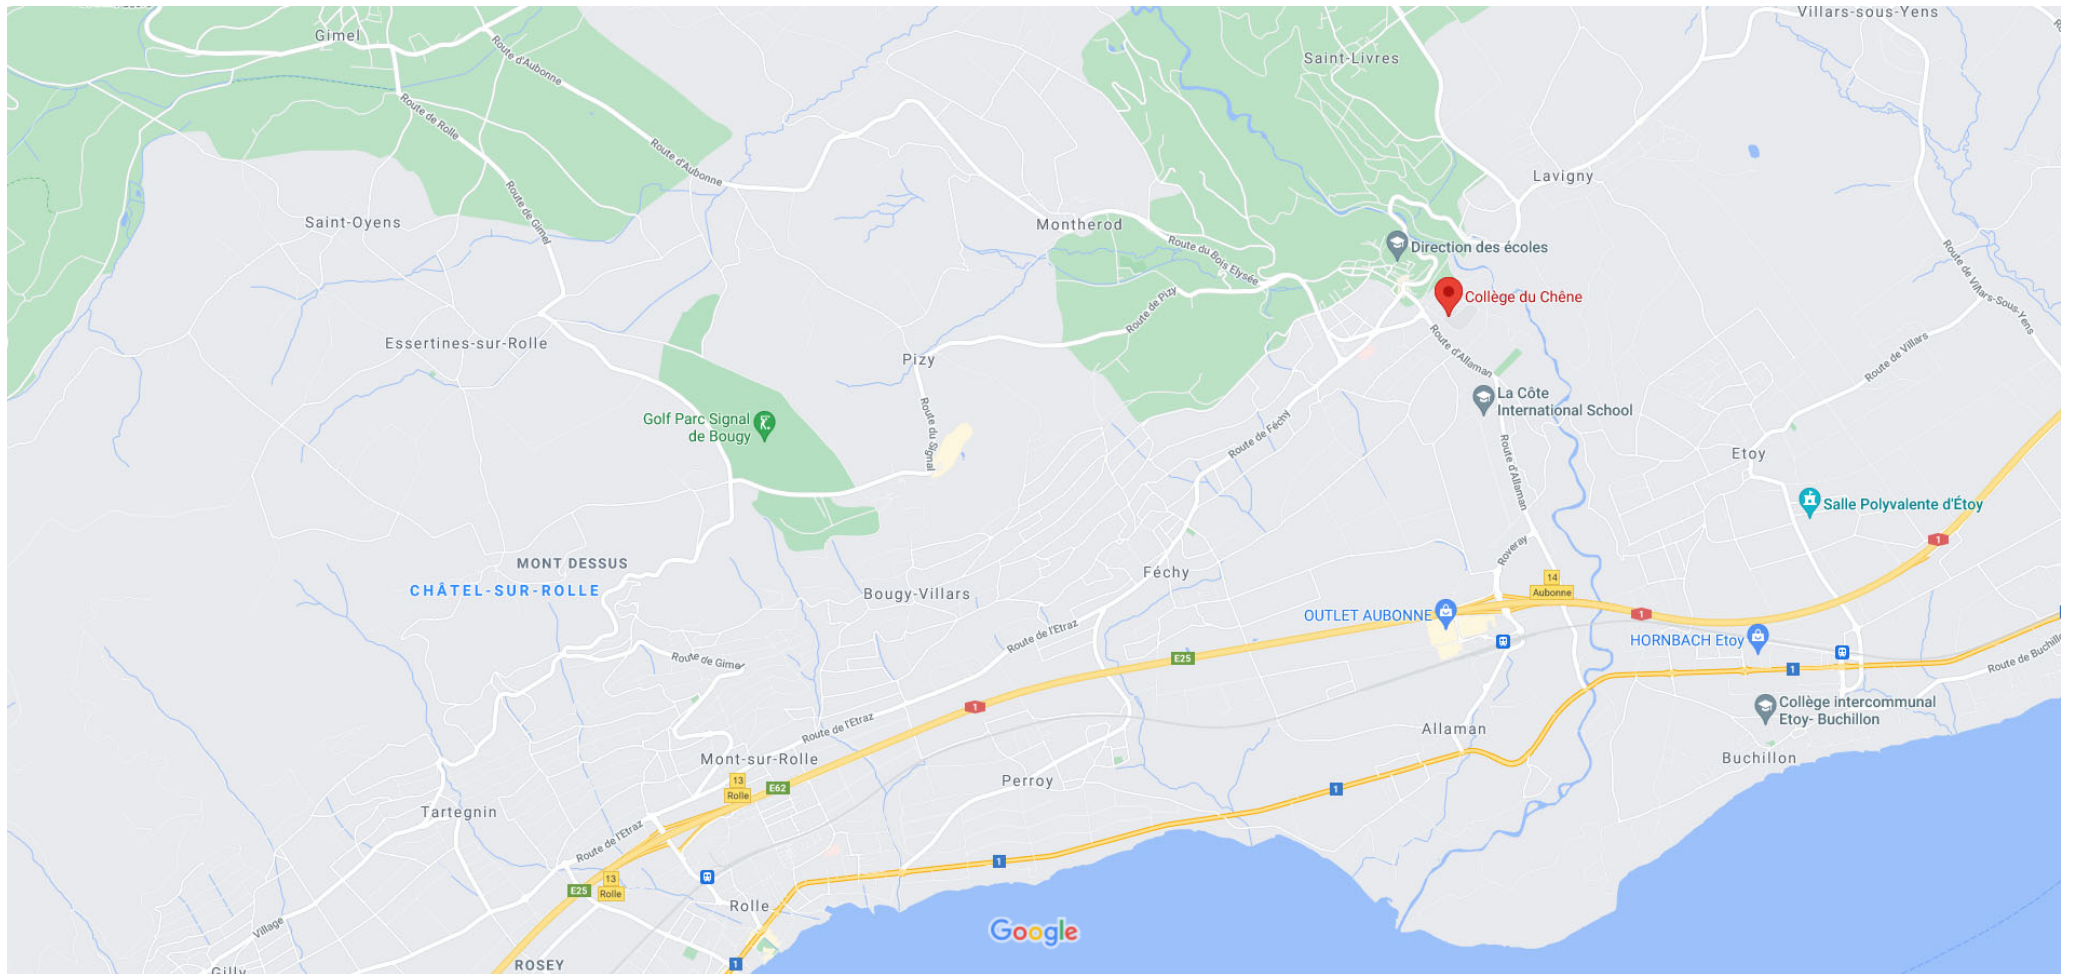 Villars-sous-Yens
Gimel
Route d'Aubonne
Saint-Livres
Route de Rolle
Route d'Aubonne
Lavigny
Route de Gimel
Saint-Oyens
Montherod
Route du Bois Elysée
Direction des écoles
Route de Villars-Sous-Yens
Collège du Chêne
Route de Pizy
Essertines-sur-Rolle
Pizy
Route d'Allaman
Route de Villars
La Côte
International School
Golf Parc Signal
de Bougy
Route du Signal
Route de Féchy
Route d'Allaman
Etoy
Salle Polyvalente d'Étoy
1
MONT DESSUS
CHÂTEL-SUR-ROLLE
Roveray
Féchy
14
Aubonne
Bougy-Villars
OUTLET AUBONNE
1
Route de l'Etraz
HORNBACH Etoy
E25
Route de Gimel
1
Route de Buchillon
1
Collège intercommunal
Etoy- Buchillon
Route de l'Etraz
Allaman
Mont-sur-Rolle
Buchillon
13
Rolle
E62
Perroy
1
Tartegnin
Route de l'Etraz
1
13
Rolle
E25
Rolle
Village
Google
ROSEY
1
Gilly